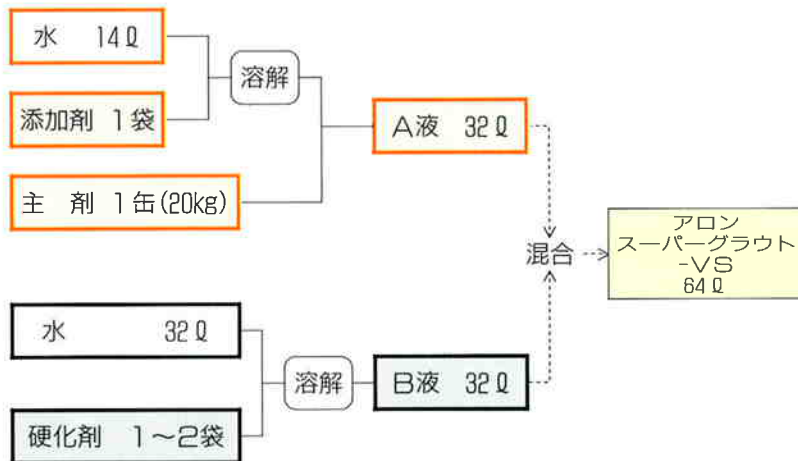 水 14ℓ
添加剤 1袋
溶解
主 剤 1缶(20kg)
A液 32ℓ
水 32ℓ
硬化剤 1～2袋
溶解
B液 32ℓ
混合
アロン
スーパーグラウト
-VS
64ℓ